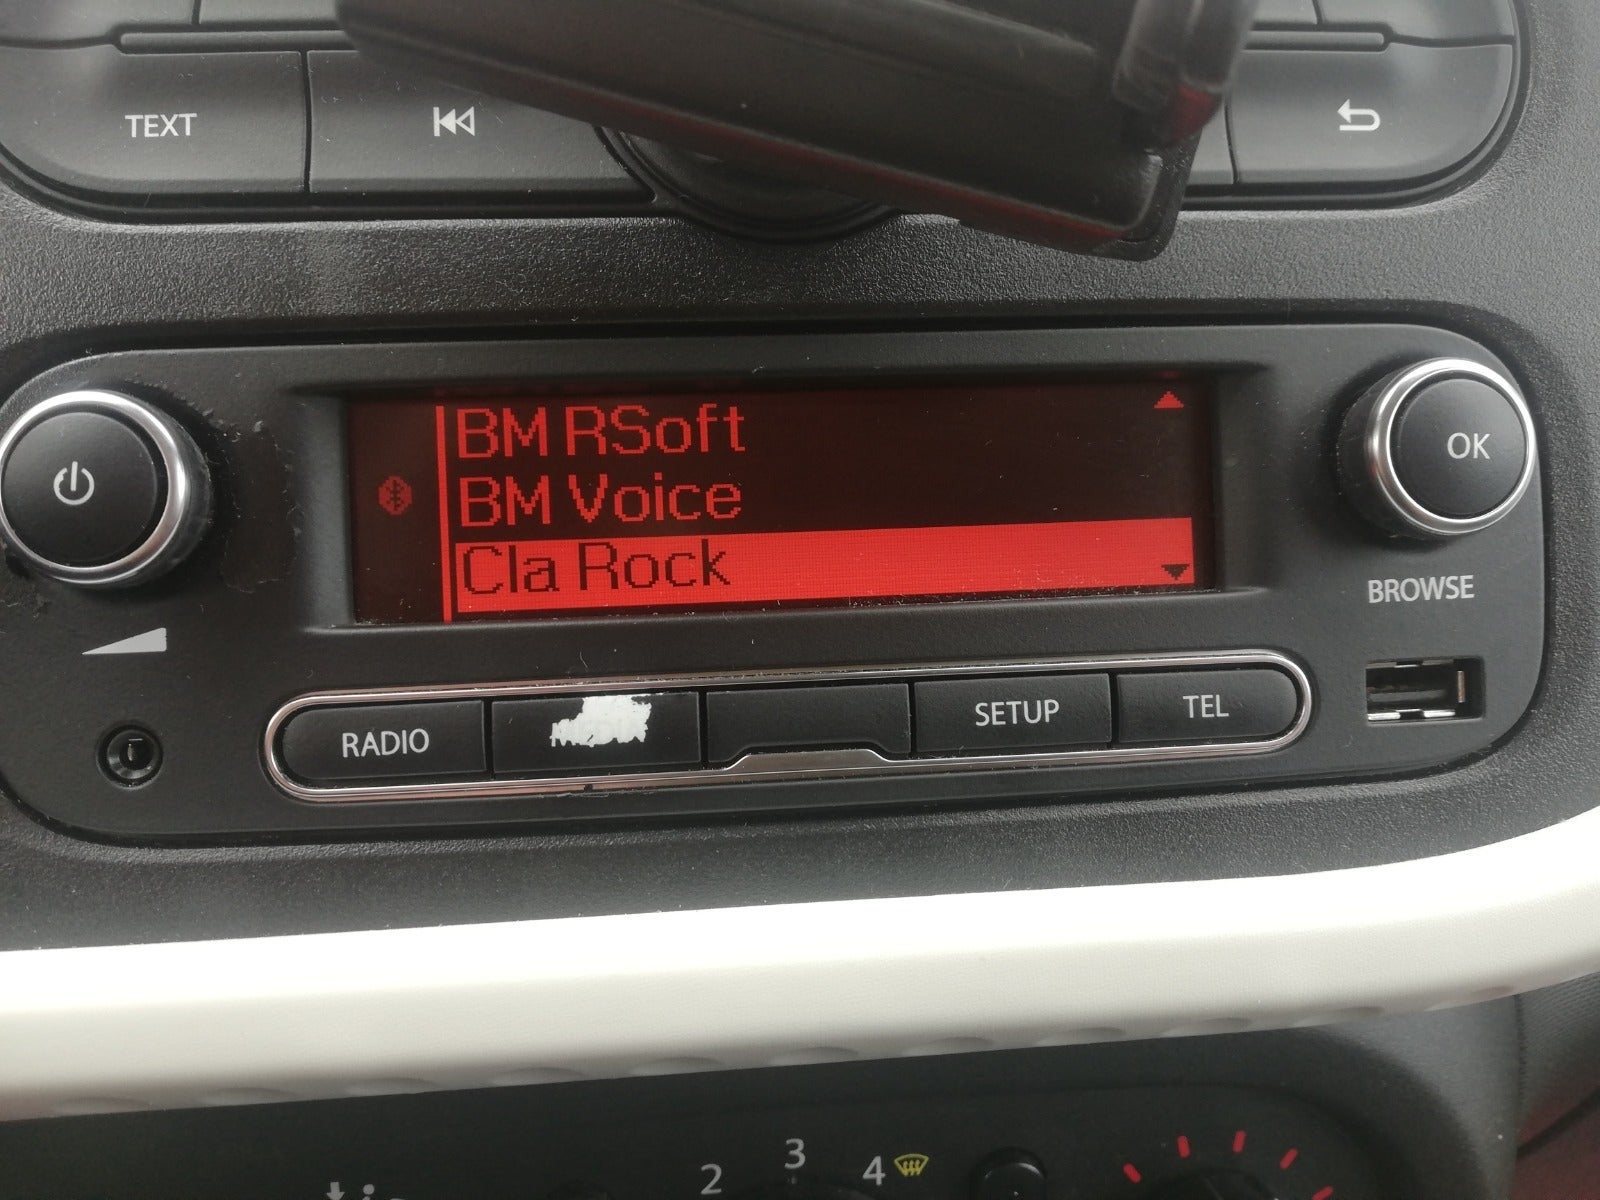 TEXT
BM RSoft
BM Voice
Cla Rock
OK
BROWSE
RADIO
SETUP
TEL
2
3
4